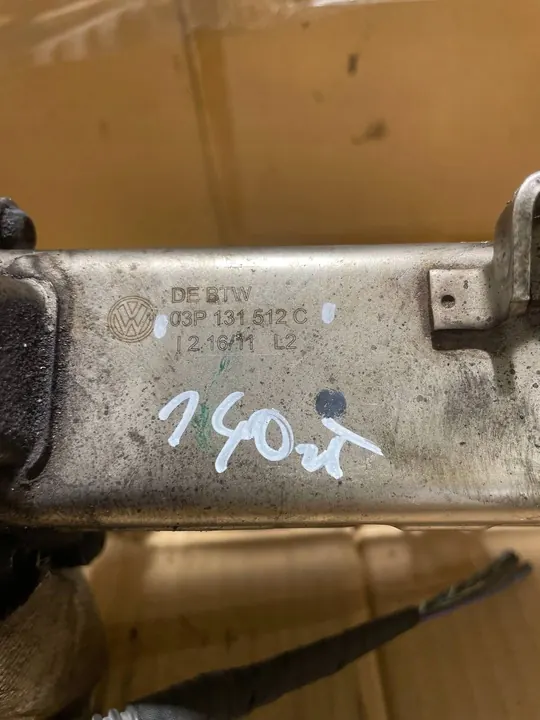 DE BTW
03P 131 512 C
| 2.16/11 L2
140zł